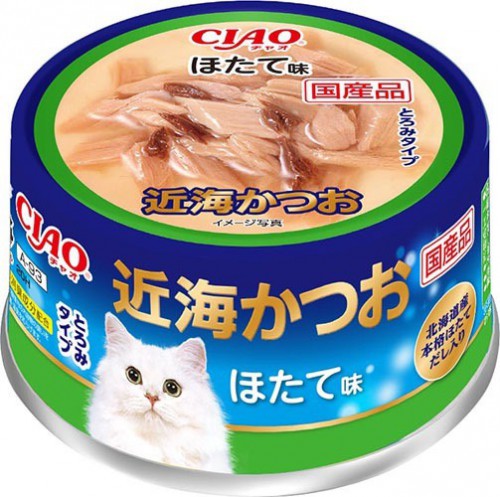 CIAO
チャオ
ほたて味
国産品
とろみタイプ
近海かつお
イメージ写真
CIAO
チャオ
A-93
とろみ
タイプ
近海かつお
国産品
ほたて味
北海道産
本格ほたて
だし入り